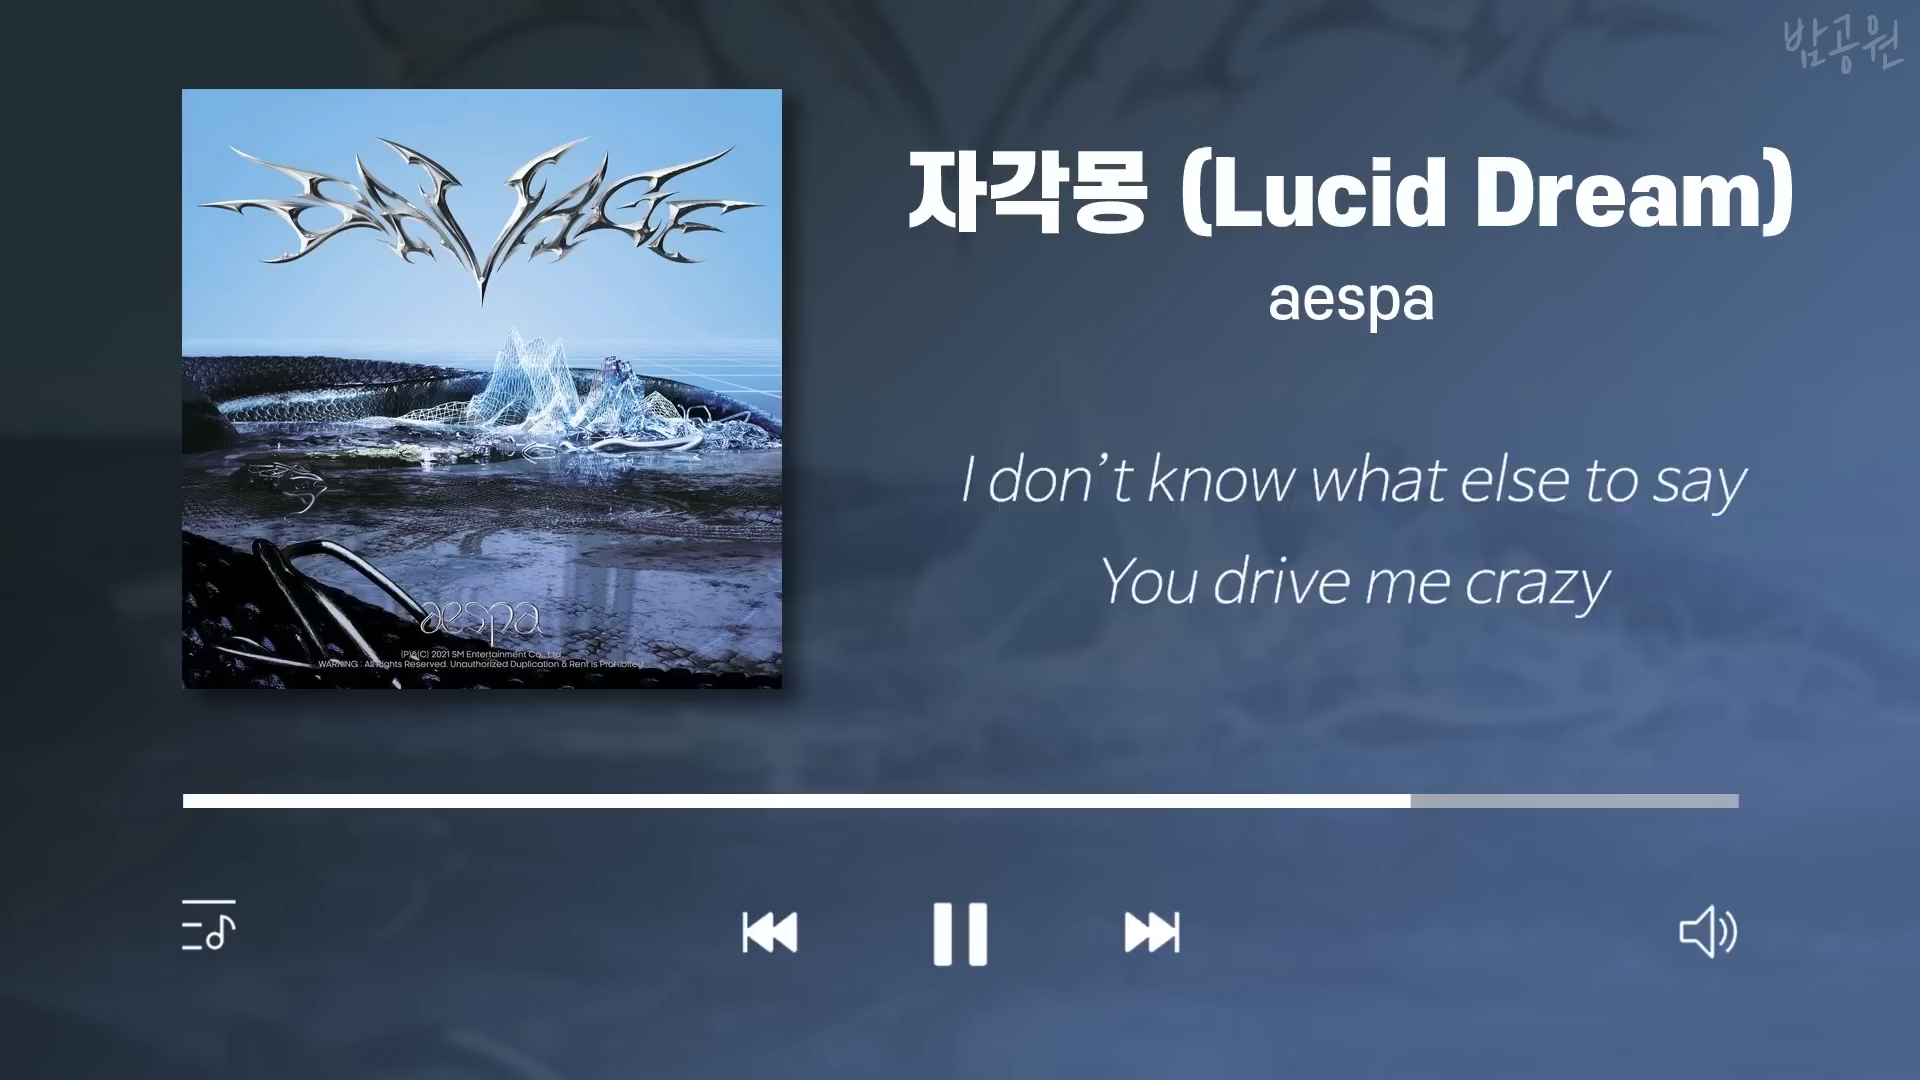 밤공원
SAVAGE
자각몽 (Lucid Dream)
aespa
I don’t know what else to say
You drive me crazy
aespa
(P)&(C) 2021 SM Entertainment Co., Ltd.
WARNING : All Rights Reserved. Unauthorized Duplication & Rent is Prohibited.